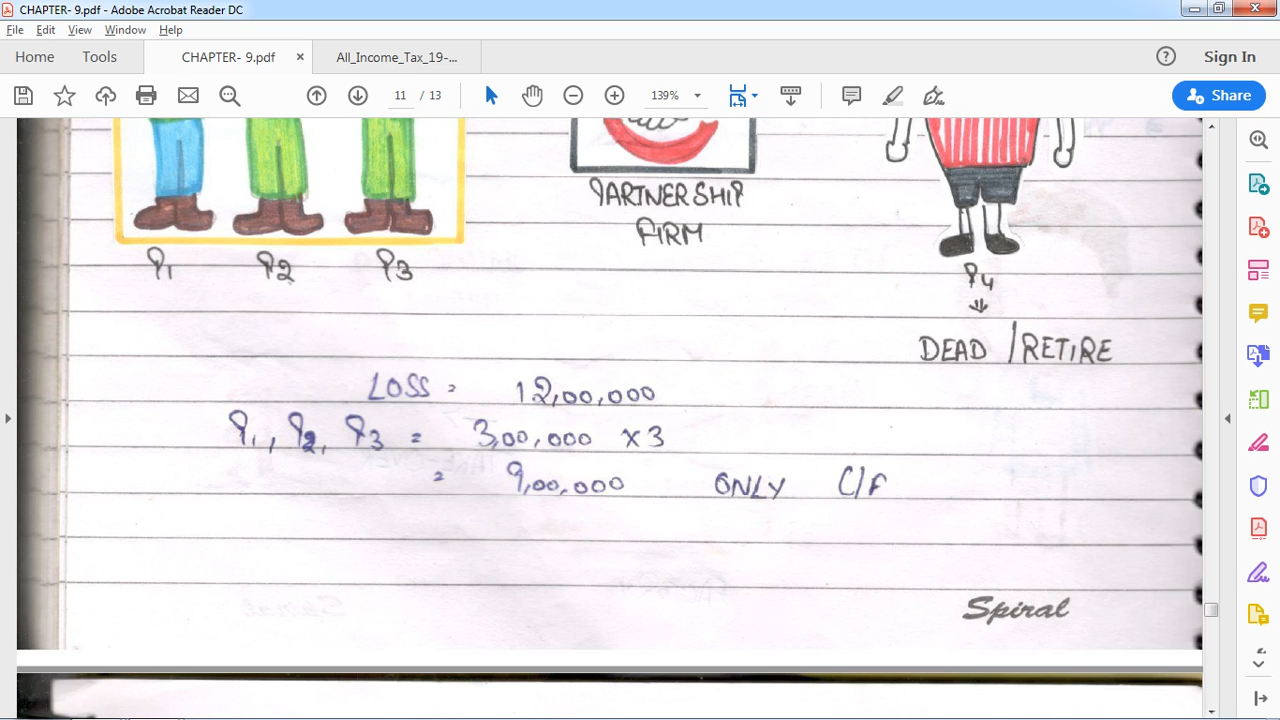 CHAPTER- 9.pdf - Adobe Acrobat Reader DC
File Edit View Window Help
Home Tools CHAPTER- 9.pdf × All_Income_Tax_19-... ? Sign In
11 / 13 139% Share
PARTNERSHIP
FIRM
P1 P2 P3
P4
DEAD / RETIRE
LOSS = 12,00,000
P1, P2, P3 = 3,00,000 x 3
= 9,00,000 ONLY C/F
Spiral